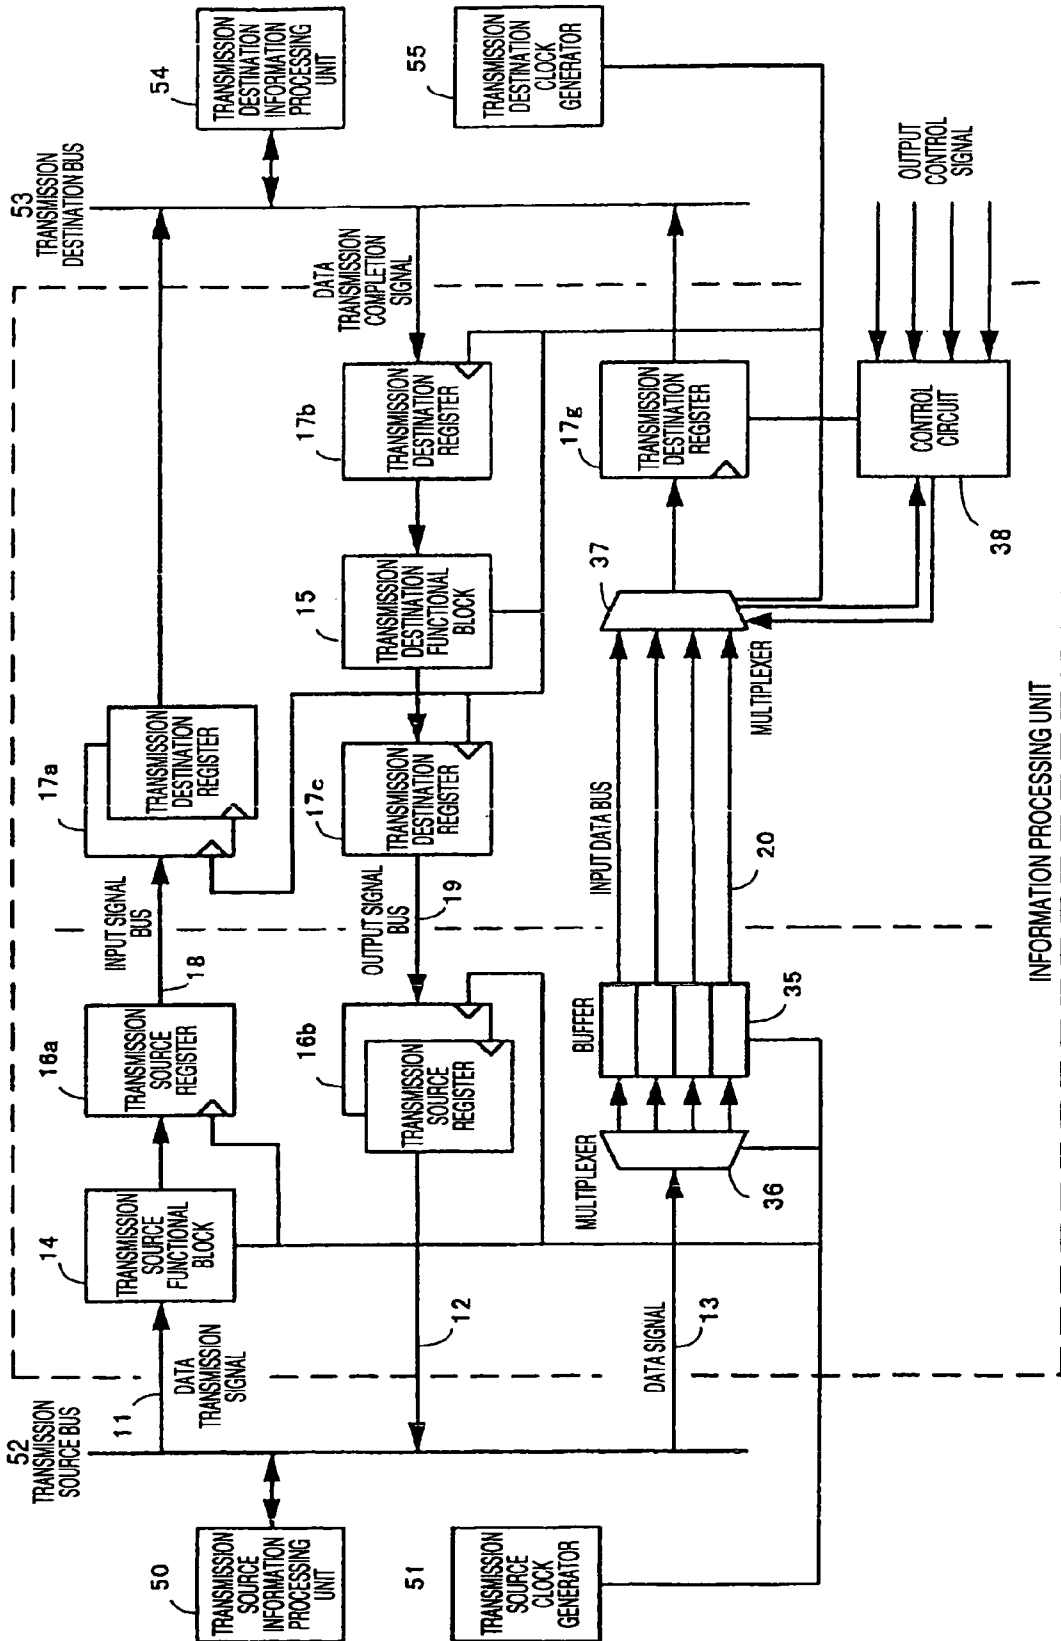 50
TRANSMISSION
SOURCE
INFORMATION
PROCESSING
UNIT
52
TRANSMISSION
SOURCE BUS
11
DATA
TRANSMISSION
SIGNAL
14
TRANSMISSION
SOURCE
FUNCTIONAL
BLOCK
16a
TRANSMISSION
SOURCE
REGISTER
18
INPUT SIGNAL
BUS
17a
TRANSMISSION
DESTINATION
REGISTER
53
TRANSMISSION
DESTINATION BUS
54
TRANSMISSION
DESTINATION
INFORMATION
PROCESSING
UNIT
51
TRANSMISSION
SOURCE
CLOCK
GENERATOR
12
16b
TRANSMISSION
SOURCE
REGISTER
OUTPUT SIGNAL
BUS
19
17c
TRANSMISSION
DESTINATION
REGISTER
15
TRANSMISSION
DESTINATION
FUNCTIONAL
BLOCK
17b
TRANSMISSION
DESTINATION
REGISTER
DATA
TRANSMISSION
COMPLETION
SIGNAL
55
TRANSMISSION
DESTINATION
CLOCK
GENERATOR
DATA SIGNAL
13
MULTIPLEXER
36
BUFFER
35
INPUT DATA BUS
20
37
MULTIPLEXER
17g
TRANSMISSION
DESTINATION
REGISTER
38
CONTROL
CIRCUIT
OUTPUT
CONTROL
SIGNAL
INFORMATION PROCESSING UNIT